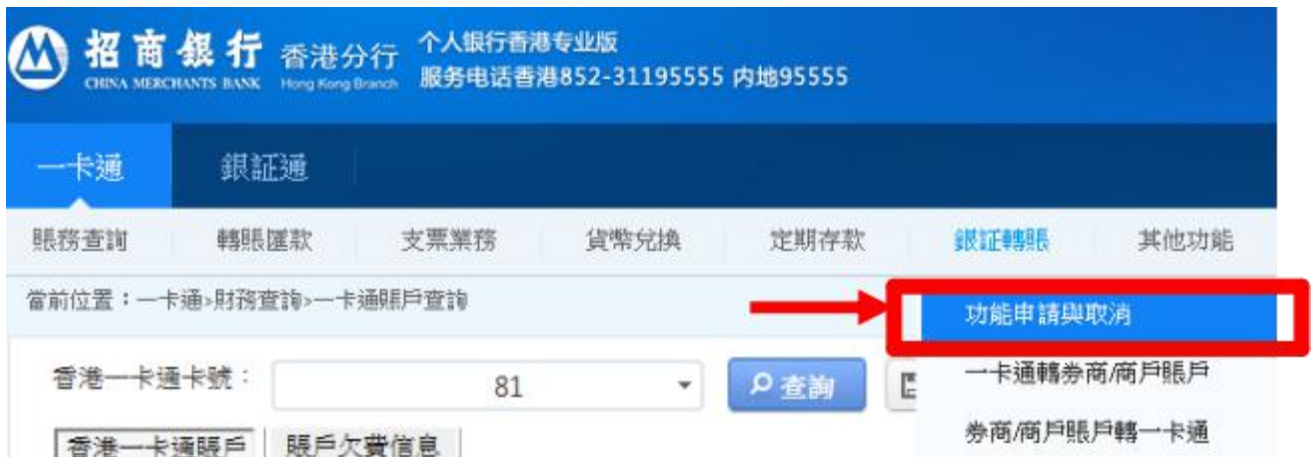 招商銀行 香港分行 个人银行香港专业版
CHINA MERCHANTS BANK Hong Kong Branch 服务电话香港852-31195555 内地95555
一卡通 銀証通
賬務查詢 轉賬匯款 支票業務 貨幣兌換 定期存款 銀証轉賬 其他功能
當前位置：一卡通>財務查詢>一卡通賬戶查詢
功能申請與取消
香港一卡通卡號： 81 查詢
一卡通轉券商/商戶賬戶
香港一卡通賬戶 賬戶欠費信息
券商/商戶賬戶轉一卡通